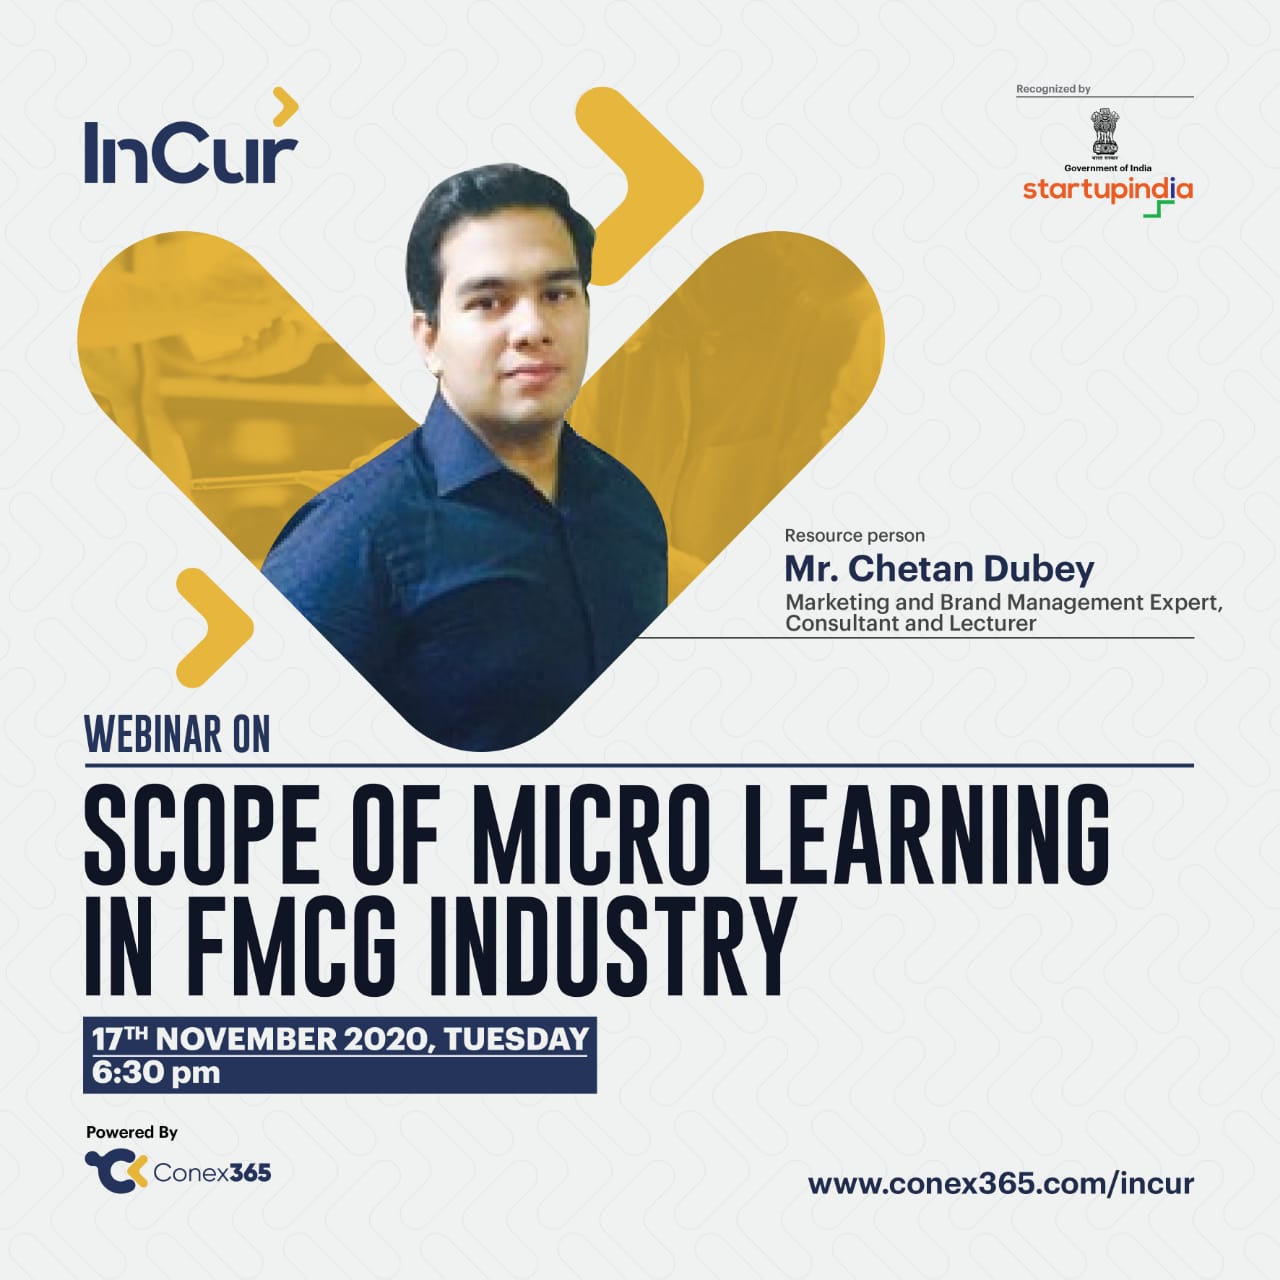 InCur
Recognized by
भारत सरकार
Government of India
startupindia
Resource person
Mr. Chetan Dubey
Marketing and Brand Management Expert,
Consultant and Lecturer
WEBINAR ON
SCOPE OF MICRO LEARNING
IN FMCG INDUSTRY
17TH NOVEMBER 2020, TUESDAY
6:30 pm
Powered By
Conex365
www.conex365.com/incur